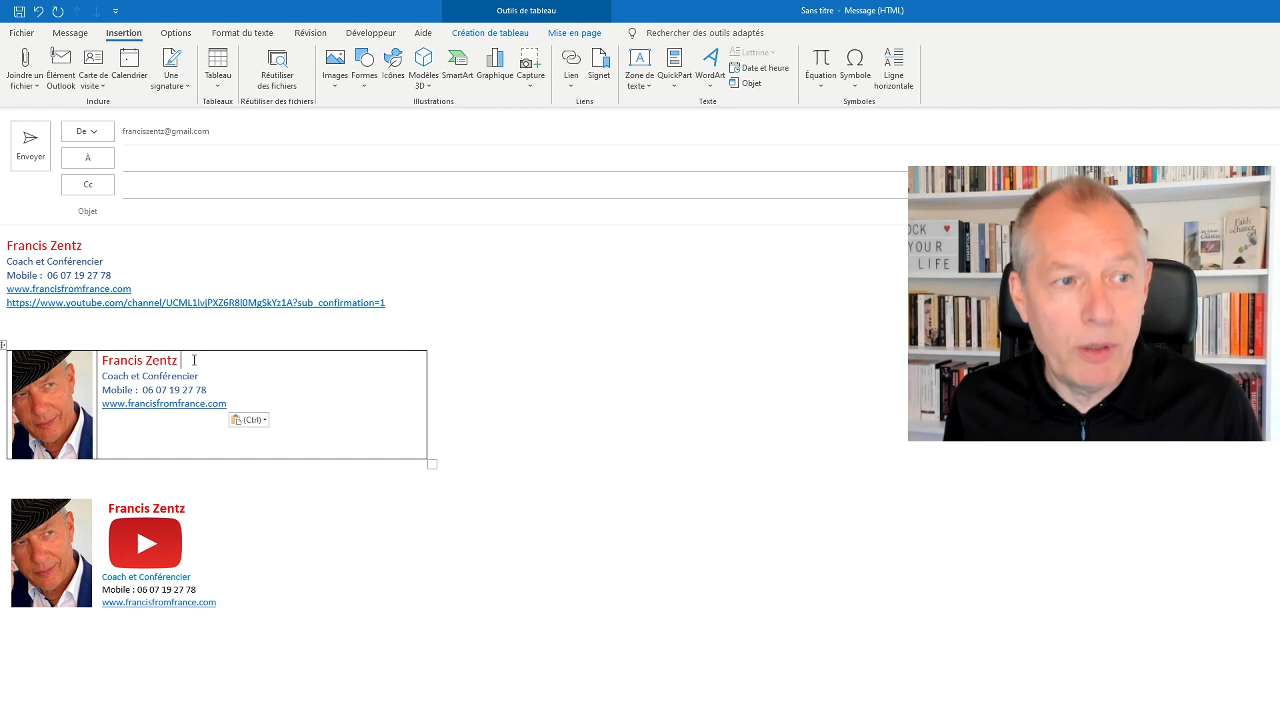 Outils de tableau
Sans titre - Message (HTML)
Fichier Message Insertion Options Format du texte Révision Développeur Aide Création de tableau Mise en page Rechercher des outils adaptés
Joindre un fichier
Élément Outlook
Carte de visite
Calendrier
Une signature
Inclure
Tableau
Tableaux
Réutiliser des fichiers
Réutiliser des fichiers
Images
Formes
Icônes
Modèles 3D
SmartArt
Graphique
Capture
Illustrations
Lien
Signet
Liens
Zone de texte
QuickPart
WordArt
Lettrine
Date et heure
Objet
Texte
Équation
Symbole
Ligne horizontale
Symboles
Envoyer
De
franciszentz@gmail.com
À
Cc
Objet
Francis Zentz
Coach et Conférencier
Mobile : 06 07 19 27 78
www.francisfromfrance.com
https://www.youtube.com/channel/UCML1lvjPXZ6R8l0MgSkYz1A?sub_confirmation=1
Francis Zentz
Coach et Conférencier
Mobile : 06 07 19 27 78
www.francisfromfrance.com
(Ctrl)
Francis Zentz
Coach et Conférencier
Mobile : 06 07 19 27 78
www.francisfromfrance.com
YOUR
LIFE